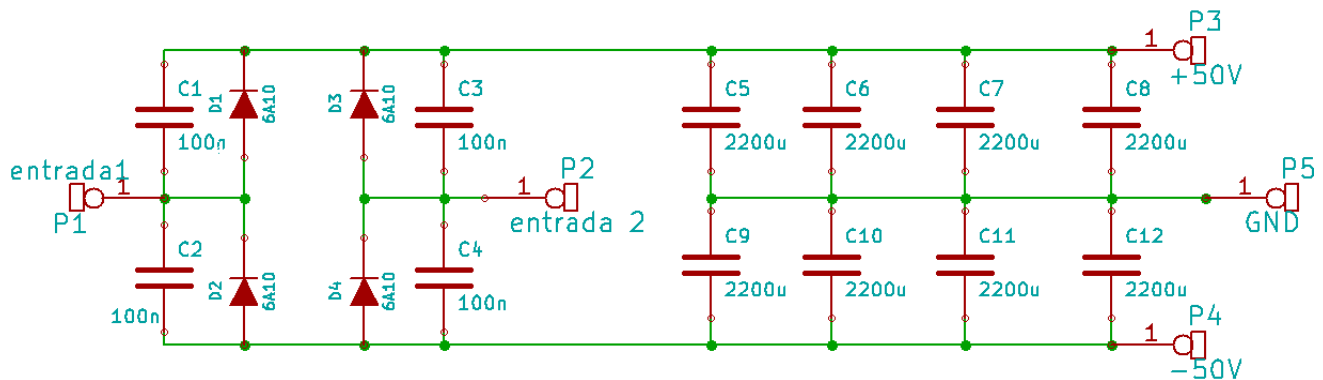 P3
1
+50V
C1
100n
D1
6A10
D3
6A10
C3
100n
C5
2200u
C6
2200u
C7
2200u
C8
2200u
entrada1
1
P1
1
P2
entrada 2
1
P5
GND
C2
100n
D2
6A10
D4
6A10
C4
100n
C9
2200u
C10
2200u
C11
2200u
C12
2200u
P4
1
-50V